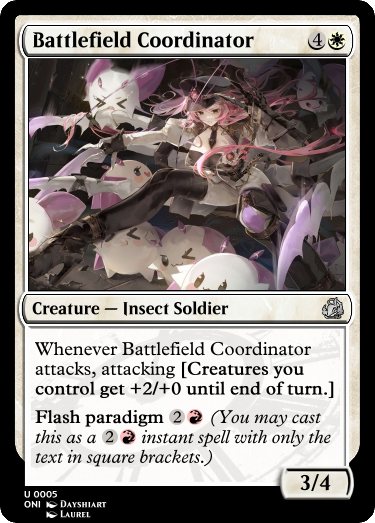 Battlefield Coordinator 4
Creature — Insect Soldier
Whenever Battlefield Coordinator
attacks, attacking [Creatures you
control get +2/+0 until end of turn.]
Flash paradigm 2 (You may cast
this as a 2 instant spell with only the
text in square brackets.)
3/4
U 0005
ONI DAYSHIART
LAUREL